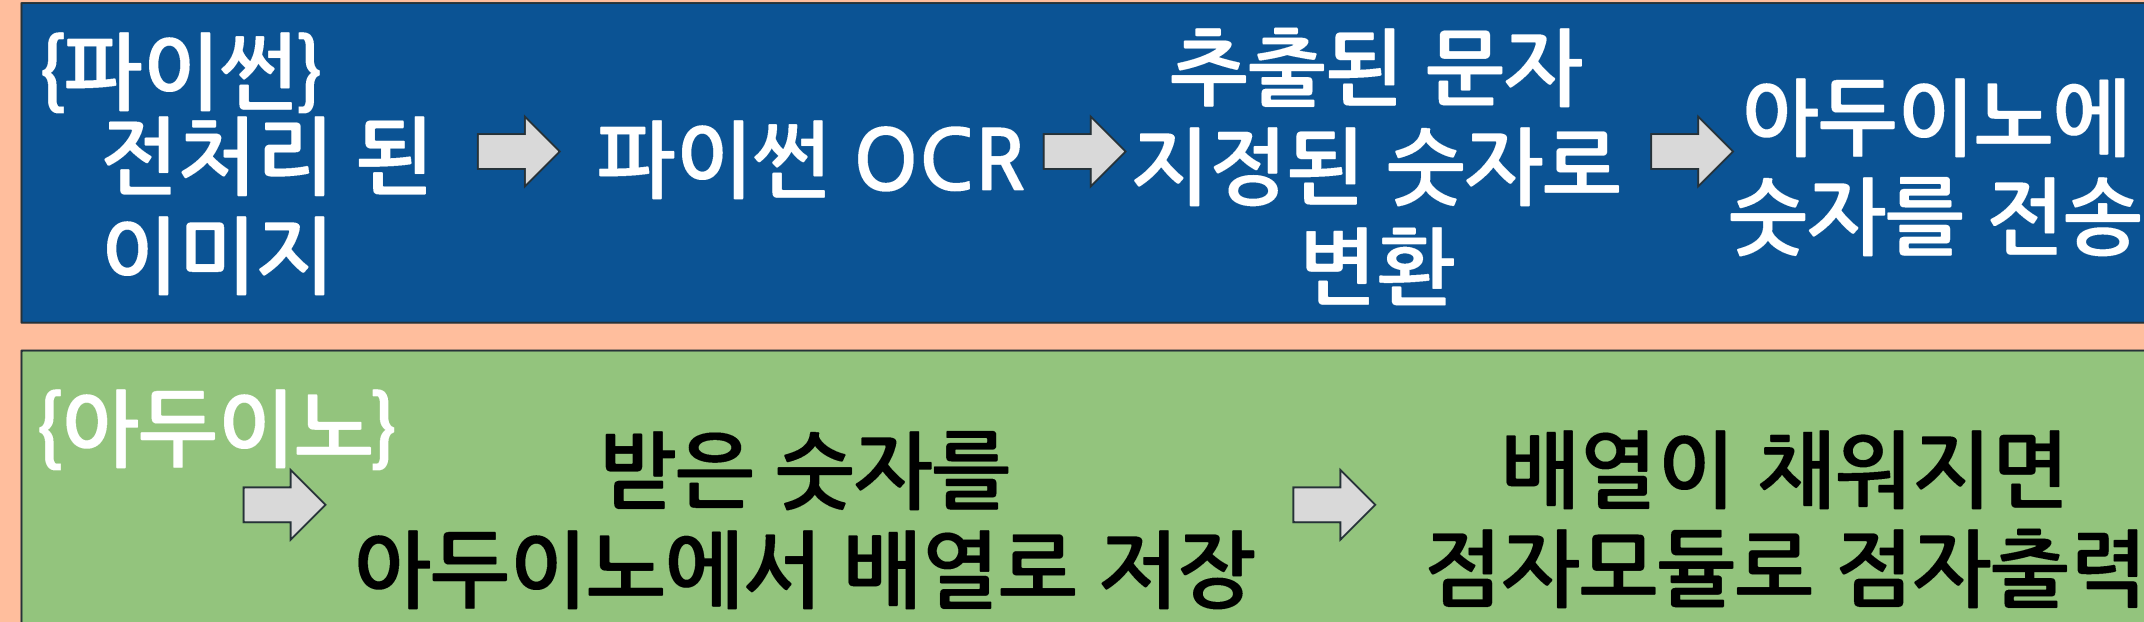 {파이썬}
전처리 된
이미지
파이썬 OCR
추출된 문자
지정된 숫자로
변환
아두이노에
숫자를 전송
{아두이노}
받은 숫자를
아두이노에서 배열로 저장
배열이 채워지면
점자모듈로 점자출력